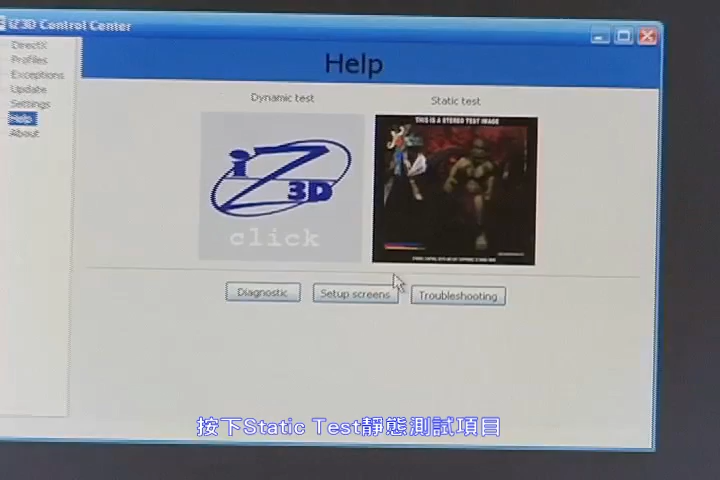 iZ3D Control Center
DirectX
Profiles
Exceptions
Update
Settings
Help
About
Help
Dynamic test
Static test
iZ3D
click
THIS IS A STEREO TEST IMAGE
Diagnostic
Setup screens
Troubleshooting
按下Static Test靜態測試項目